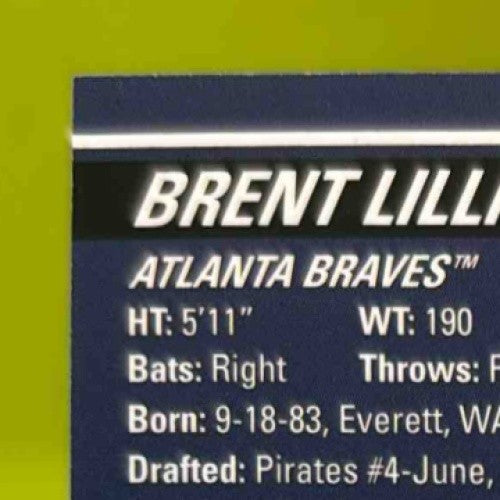 BRENT LILLI
ATLANTA BRAVES™
HT: 5'11" WT: 190
Bats: Right Throws:
Born: 9-18-83, Everett, WA
Drafted: Pirates #4-June,